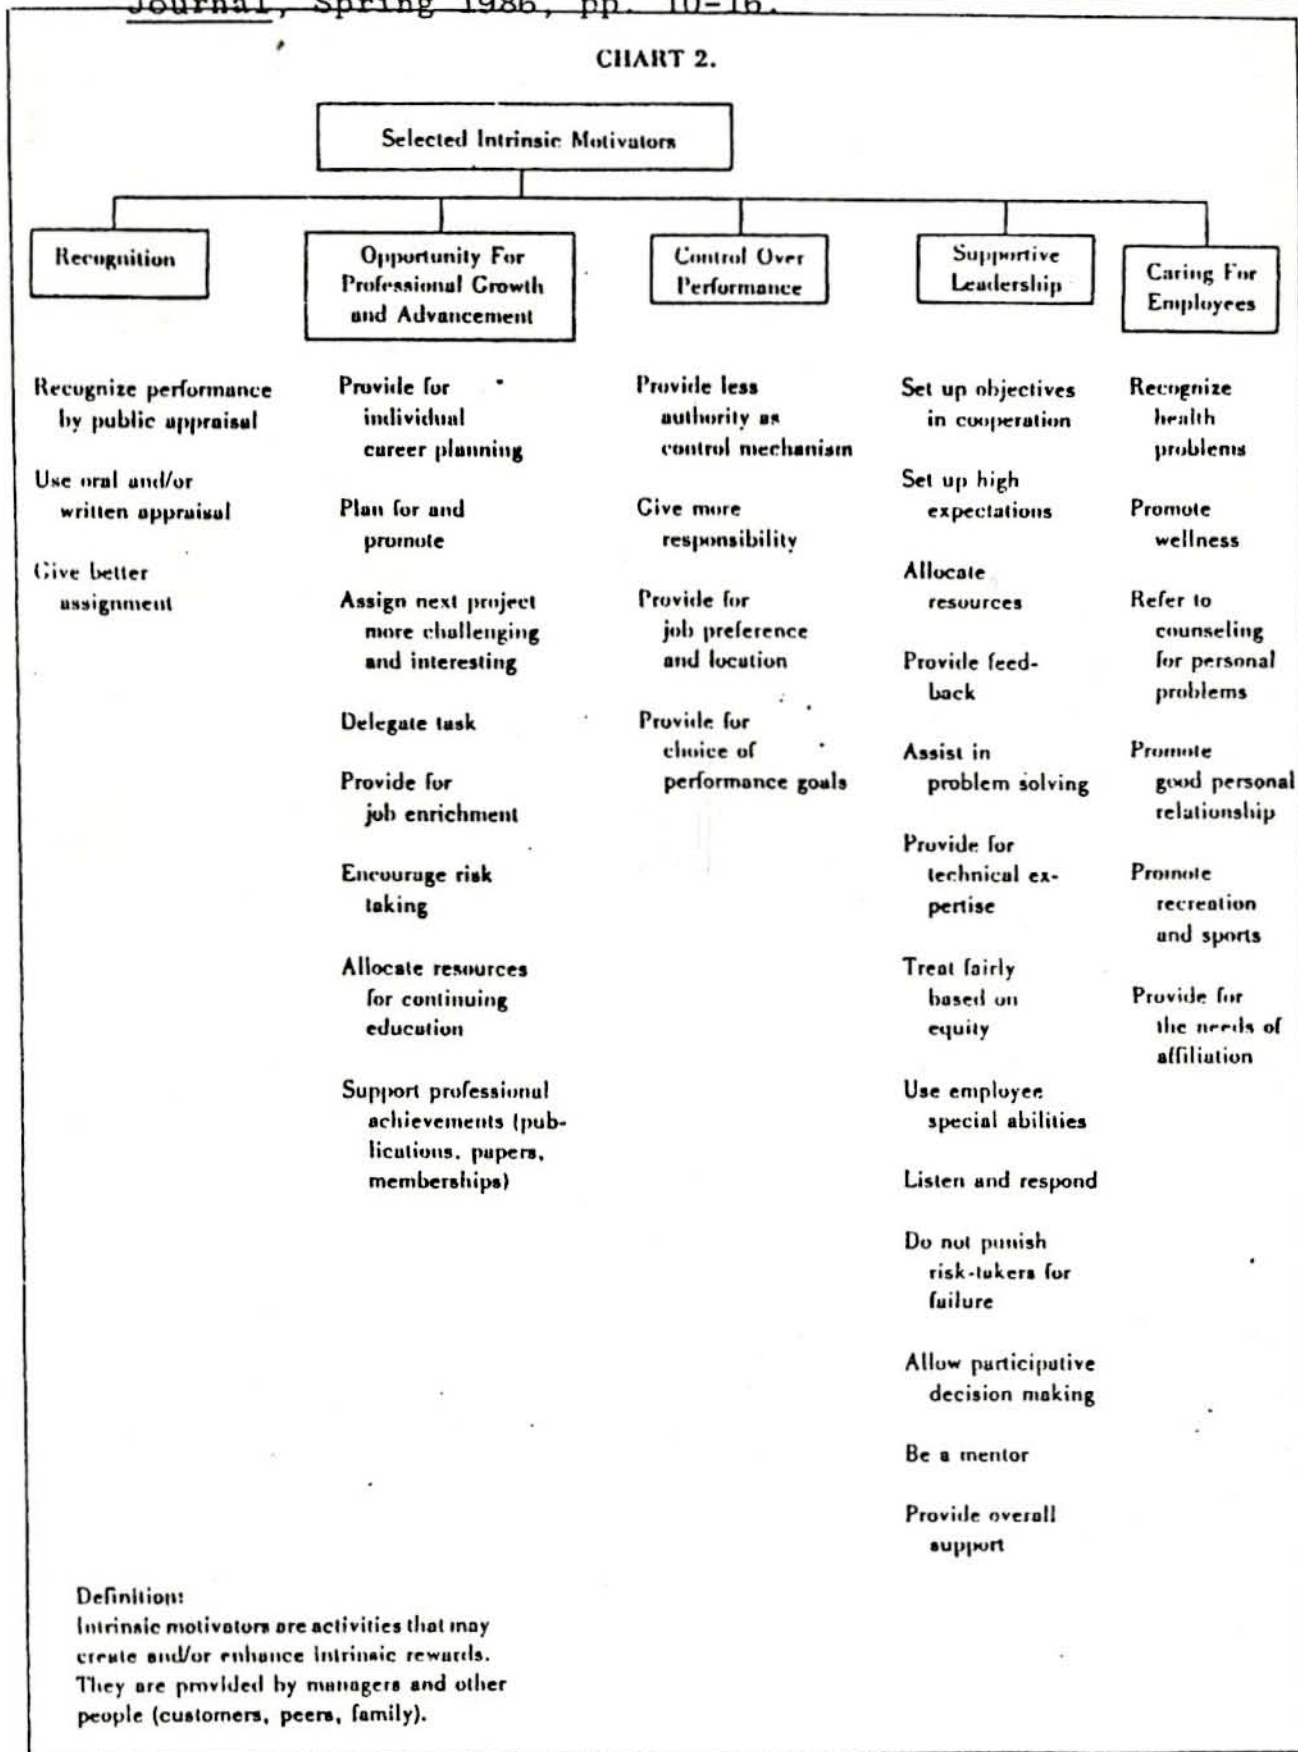 Journal, Spring 1986, pp. 10-16.
CHART 2.
Selected Intrinsic Motivators
Recognition
Opportunity For
Professional Growth
and Advancement
Control Over
Performance
Supportive
Leadership
Caring For
Employees
Recognize performance
by public appraisal
Use oral and/or
written appraisal
Give better
assignment
Provide for
individual
career planning
Plan for and
promote
Assign next project
more challenging
and interesting
Delegate task
Provide for
job enrichment
Encourage risk
taking
Allocate resources
for continuing
education
Support professional
achievements (pub-
lications, papers,
memberships)
Provide less
authority as
control mechanism
Give more
responsibility
Provide for
job preference
and location
Provide for
choice of
performance goals
Set up objectives
in cooperation
Set up high
expectations
Allocate
resources
Provide feed-
back
Assist in
problem solving
Provide for
technical ex-
pertise
Treat fairly
based on
equity
Use employee
special abilities
Listen and respond
Do not punish
risk-takers for
failure
Allow participative
decision making
Be a mentor
Provide overall
support
Recognize
health
problems
Promote
wellness
Refer to
counseling
for personal
problems
Promote
good personal
relationship
Promote
recreation
and sports
Provide for
the needs of
affiliation
Definition:
Intrinsic motivators are activities that may
create and/or enhance intrinsic rewards.
They are provided by managers and other
people (customers, peers, family).